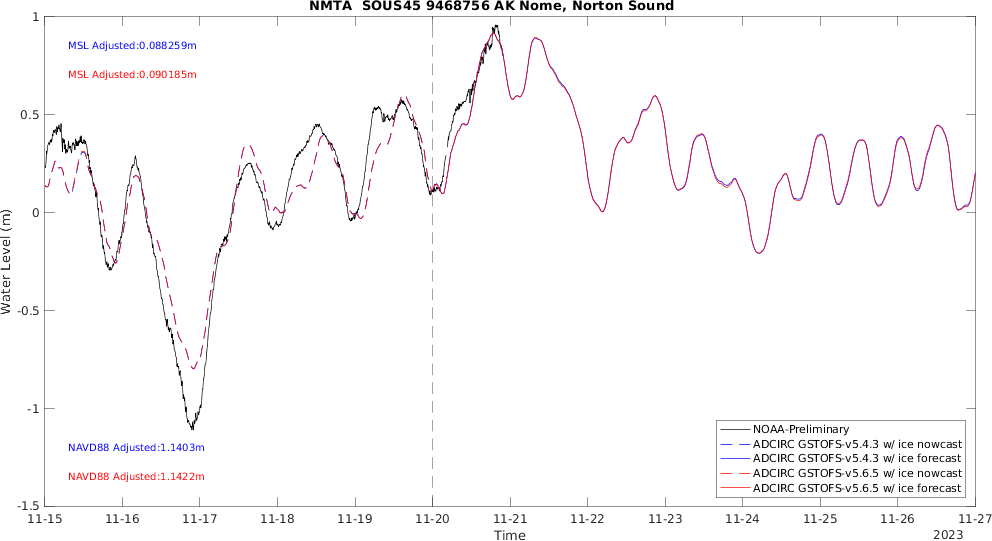 NMTA  SOUS45 9468756 AK Nome, Norton Sound
1
0.5
0
-0.5
-1
-1.5
Water Level (m)
MSL Adjusted:0.088259m
MSL Adjusted:0.090185m
NAVD88 Adjusted:1.1403m
NAVD88 Adjusted:1.1422m
NOAA-Preliminary
ADCIRC GSTOFS-v5.4.3 w/ ice nowcast
ADCIRC GSTOFS-v5.4.3 w/ ice forecast
ADCIRC GSTOFS-v5.6.5 w/ ice nowcast
ADCIRC GSTOFS-v5.6.5 w/ ice forecast
11-15 11-16 11-17 11-18 11-19 11-20 11-21 11-22 11-23 11-24 11-25 11-26 11-27
Time
2023